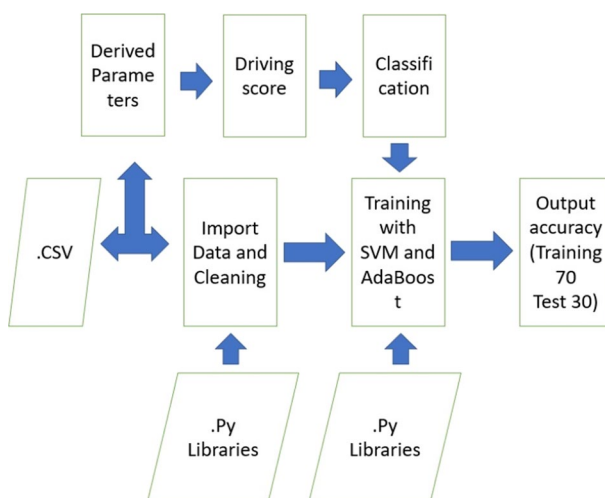 Derived
Parame
ters
Driving
score
Classifi
cation
.CSV
Import
Data and
Cleaning
Training
with
SVM and
AdaBoos
t
Output
accuracy
(Training
70
Test 30)
.Py
Libraries
.Py
Libraries